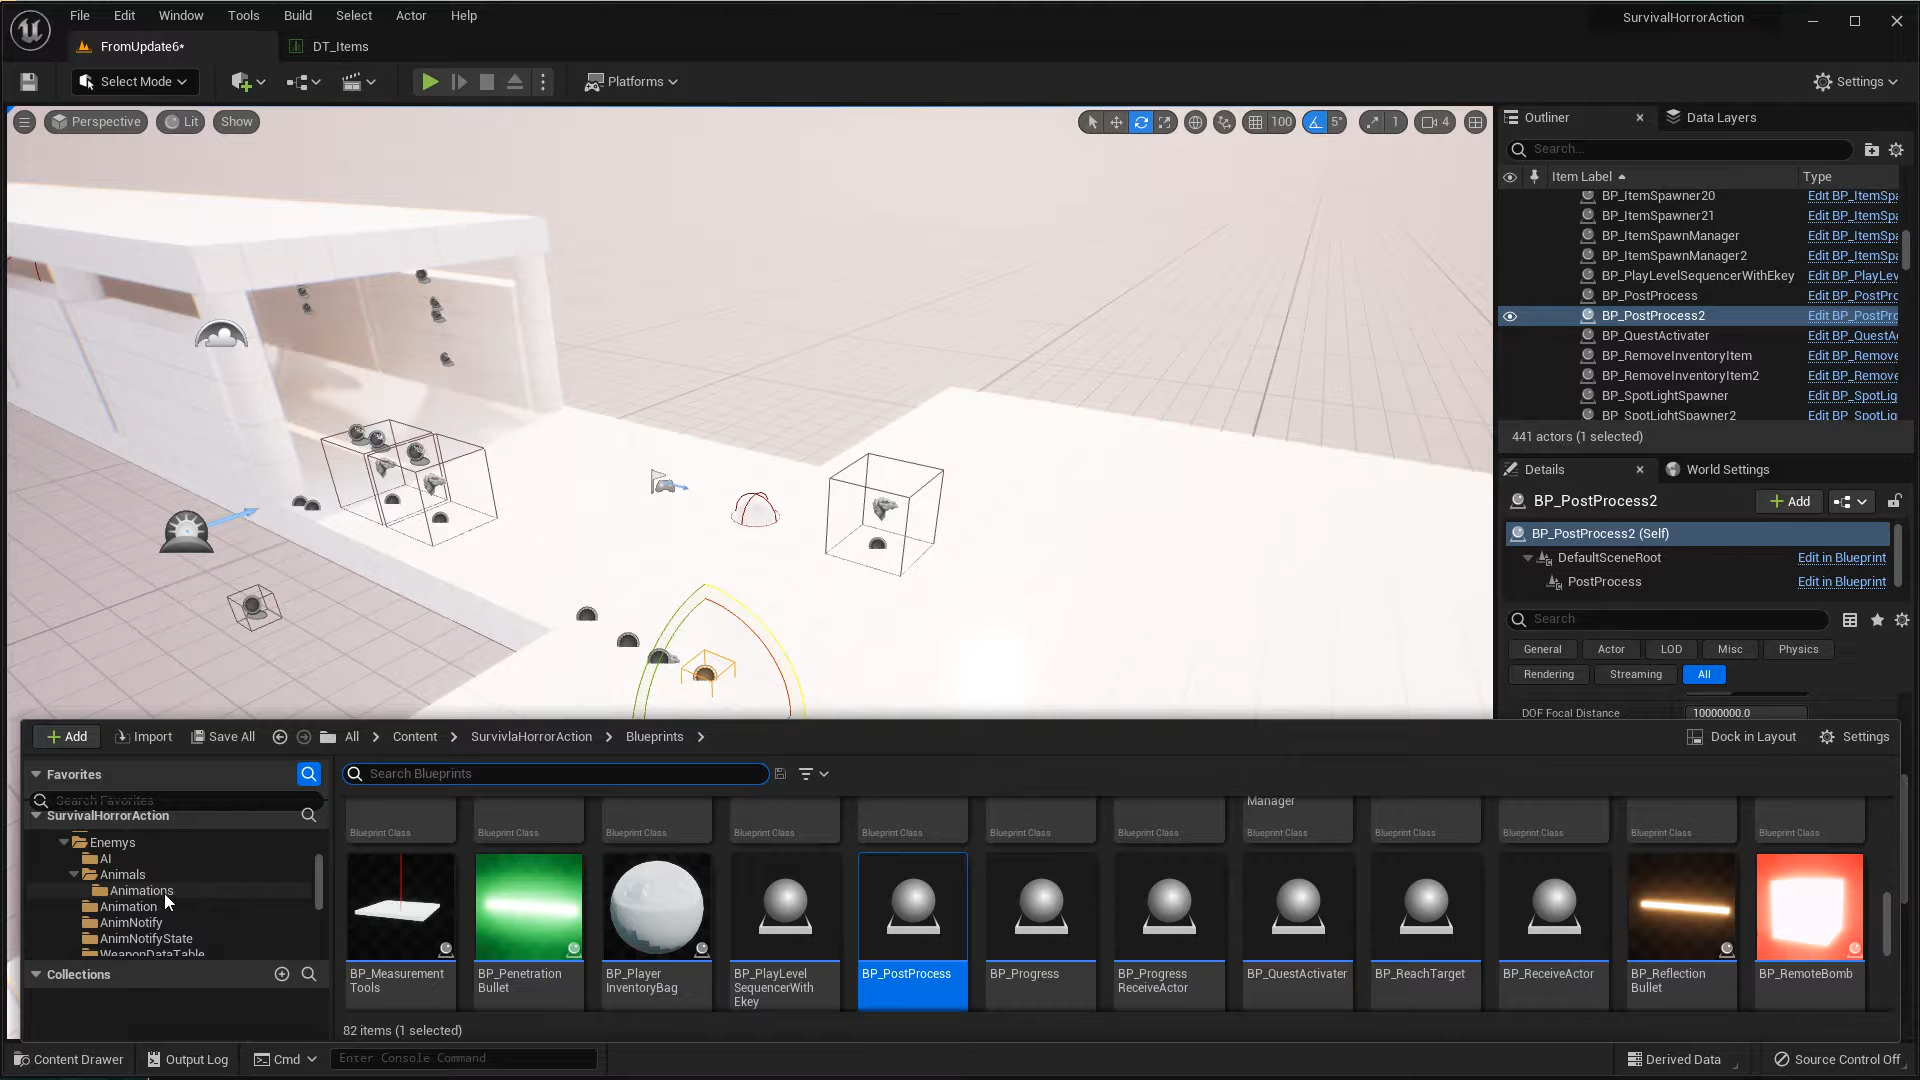 File Edit Window Tools Build Select Actor Help
SurvivalHorrorAction
FromUpdate6*
DT_Items
Select Mode
Platforms
Settings
Perspective Lit Show
100 5° 1 4
Outliner
Data Layers
Search...
Item Label Type
BP_ItemSpawner20 Edit BP_ItemSpa
BP_ItemSpawner21 Edit BP_ItemSpa
BP_ItemSpawnManager Edit BP_ItemSpa
BP_ItemSpawnManager2 Edit BP_ItemSpa
BP_PlayLevelSequencerWithEkey Edit BP_PlayLev
BP_PostProcess Edit BP_PostPro
BP_PostProcess2 Edit BP_PostPro
BP_QuestActivater Edit BP_QuestAc
BP_RemoveInventoryItem Edit BP_Remove
BP_RemoveInventoryItem2 Edit BP_Remove
BP_SpotLightSpawner Edit BP_SpotLig
BP_SpotLightSpawner2 Edit BP_SpotLig
441 actors (1 selected)
Details
World Settings
BP_PostProcess2
Add
BP_PostProcess2 (Self)
DefaultSceneRoot Edit in Blueprint
PostProcess Edit in Blueprint
Search
General Actor LOD Misc Physics
Rendering Streaming All
DOF Focal Distance 10000000.0
Add Import Save All All Content SurvivlaHorrorAction Blueprints Dock in Layout Settings
Favorites
Search Favorites
SurvivalHorrorAction
Enemys
AI
Animals
Animations
Animation
AnimNotify
AnimNotifyState
WeaponDataTable
Collections
Search Blueprints
Manager
Blueprint Class Blueprint Class Blueprint Class Blueprint Class Blueprint Class Blueprint Class Blueprint Class Blueprint Class Blueprint Class Blueprint Class Blueprint Class Blueprint Class
BP_Measurement
Tools
BP_Penetration
Bullet
BP_Player
InventoryBag
BP_PlayLevel
SequencerWith
Ekey
BP_PostProcess
BP_Progress
BP_Progress
ReceiveActor
BP_QuestActivater
BP_ReachTarget
BP_ReceiveActor
BP_Reflection
Bullet
BP_RemoteBomb
82 items (1 selected)
Content Drawer Output Log Cmd Enter Console Command Derived Data Source Control Off